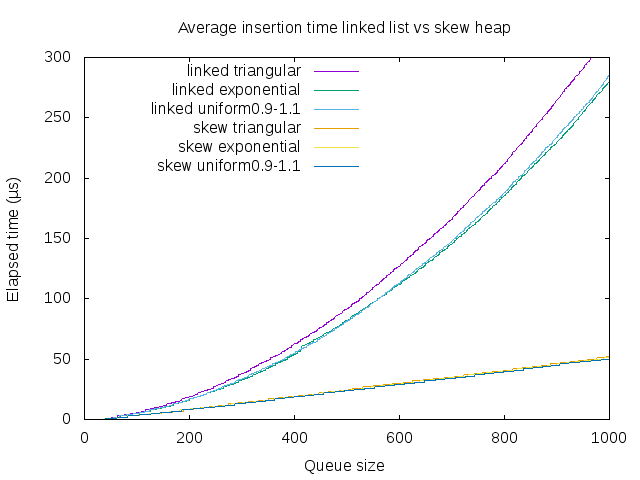 Average insertion time linked list vs skew heap
300
250
200
150
100
50
0
Elapsed time (µs)
linked triangular
linked exponential
linked uniform0.9-1.1
skew triangular
skew exponential
skew uniform0.9-1.1
0 200 400 600 800 1000
Queue size